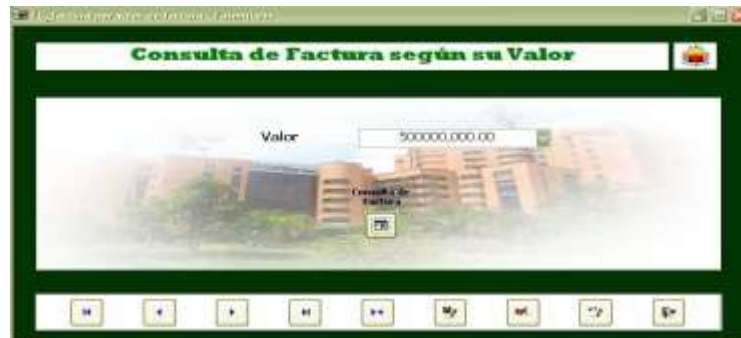 Consulta de Factura según su Valor
Valor 500000.000.00
Consulta de
Factura